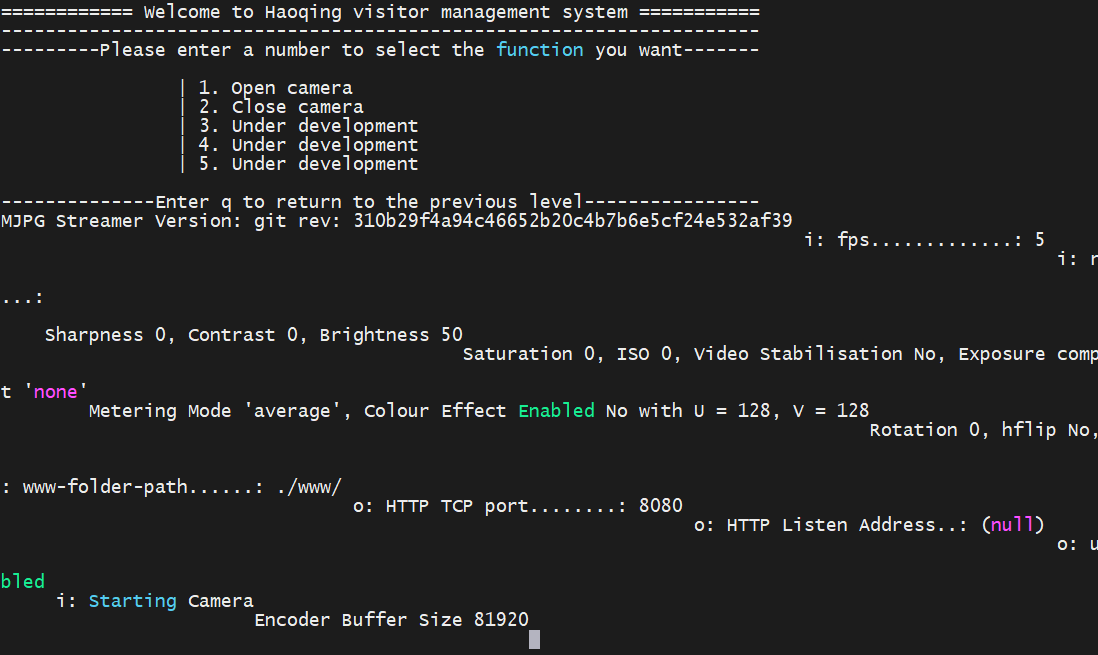 ============ Welcome to Haoqing visitor management system ===========
---------------------------------------------------------------------
---------Please enter a number to select the function you want-------
| 1. Open camera
| 2. Close camera
| 3. Under development
| 4. Under development
| 5. Under development
--------------Enter q to return to the previous level----------------
MJPG Streamer Version: git rev: 310b29f4a94c46652b20c4b7b6e5cf24e532af39
i: fps.............: 5
i: r
...:
Sharpness 0, Contrast 0, Brightness 50
Saturation 0, ISO 0, Video Stabilisation No, Exposure comp
t 'none'
Metering Mode 'average', Colour Effect Enabled No with U = 128, V = 128
Rotation 0, hflip No,
: www-folder-path......: ./www/
o: HTTP TCP port........: 8080
o: HTTP Listen Address..: (null)
o: u
bled
i: Starting Camera
Encoder Buffer Size 81920